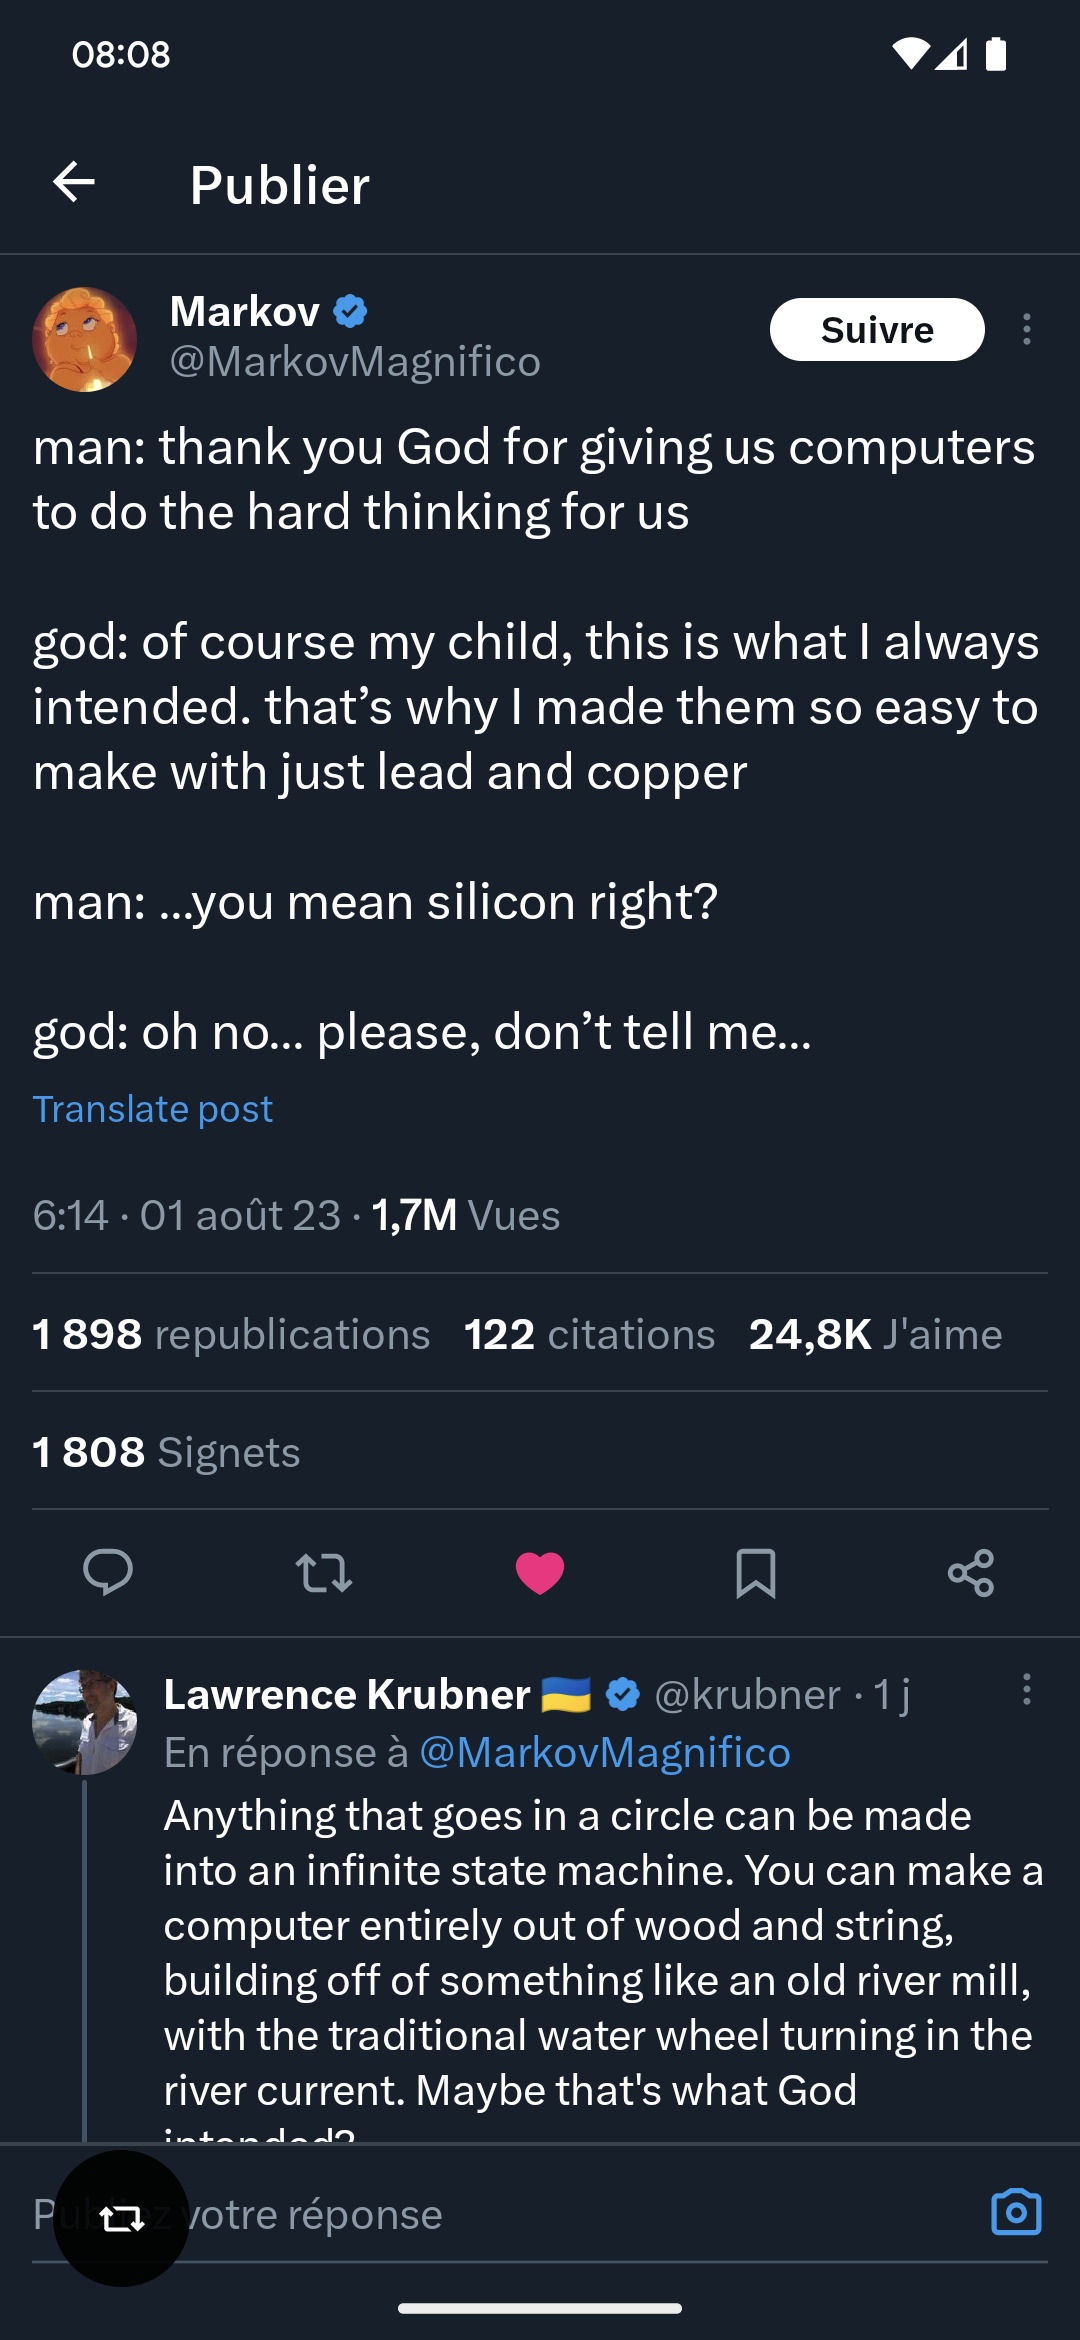 08:08
Publier
Markov
@MarkovMagnifico
Suivre
man: thank you God for giving us computers
to do the hard thinking for us
god: of course my child, this is what I always
intended. that’s why I made them so easy to
make with just lead and copper
man: ...you mean silicon right?
god: oh no... please, don’t tell me...
Translate post
6:14 · 01 août 23 · 1,7M Vues
1 898 republications 122 citations 24,8K J'aime
1 808 Signets
Lawrence Krubner 🇺🇦 @krubner · 1 j
En réponse à @MarkovMagnifico
Anything that goes in a circle can be made
into an infinite state machine. You can make a
computer entirely out of wood and string,
building off of something like an old river mill,
with the traditional water wheel turning in the
river current. Maybe that's what God
intended?
Publiez votre réponse